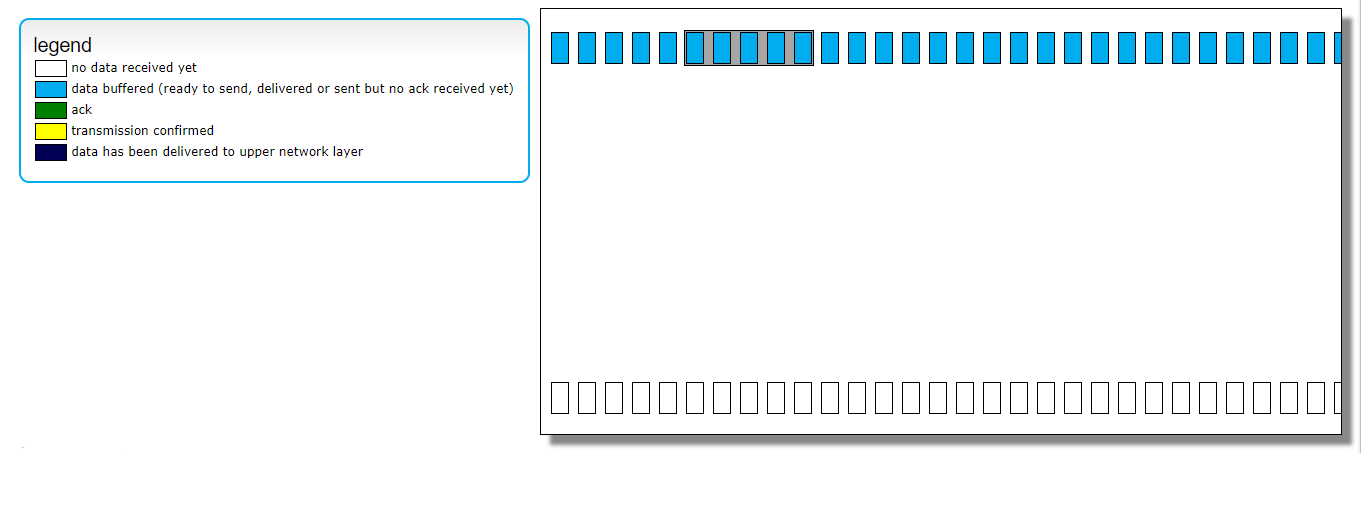 legend
no data received yet
data buffered (ready to send, delivered or sent but no ack received yet)
ack
transmission confirmed
data has been delivered to upper network layer